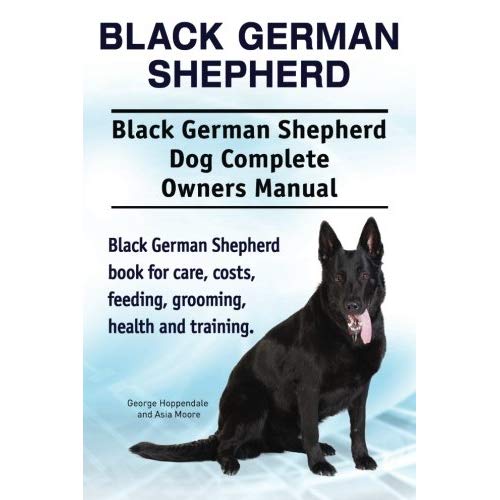 BLACK GERMAN
SHEPHERD
Black German Shepherd
Dog Complete
Owners Manual
Black German Shepherd
book for care, costs,
feeding, grooming,
health and training.
George Hoppendale
and Asia Moore